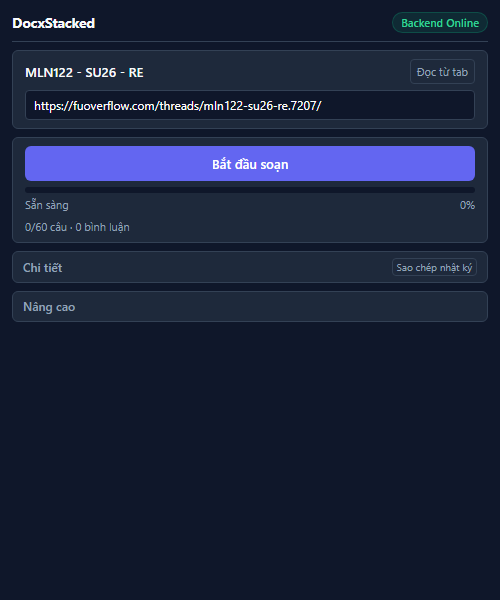 DocxStacked
Backend Online
MLN122 - SU26 - RE
Đọc từ tab
https://fuoverflow.com/threads/mln122-su26-re.7207/
Bắt đầu soạn
Sẵn sàng
0%
0/60 câu · 0 bình luận
Chi tiết
Sao chép nhật ký
Nâng cao